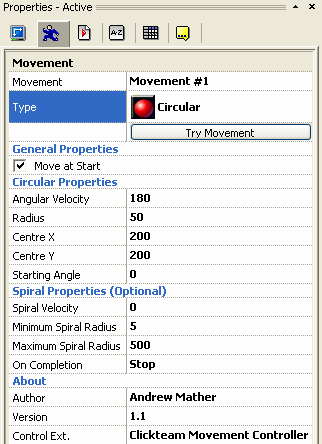 Properties - Active
A-Z
Movement
Movement Movement #1
Type Circular
Try Movement
General Properties
Move at Start
Circular Properties
Angular Velocity 180
Radius 50
Centre X 200
Centre Y 200
Starting Angle 0
Spiral Properties (Optional)
Spiral Velocity 0
Minimum Spiral Radius 5
Maximum Spiral Radius 500
On Completion Stop
About
Author Andrew Mather
Version 1.1
Control Ext. Clickteam Movement Controller